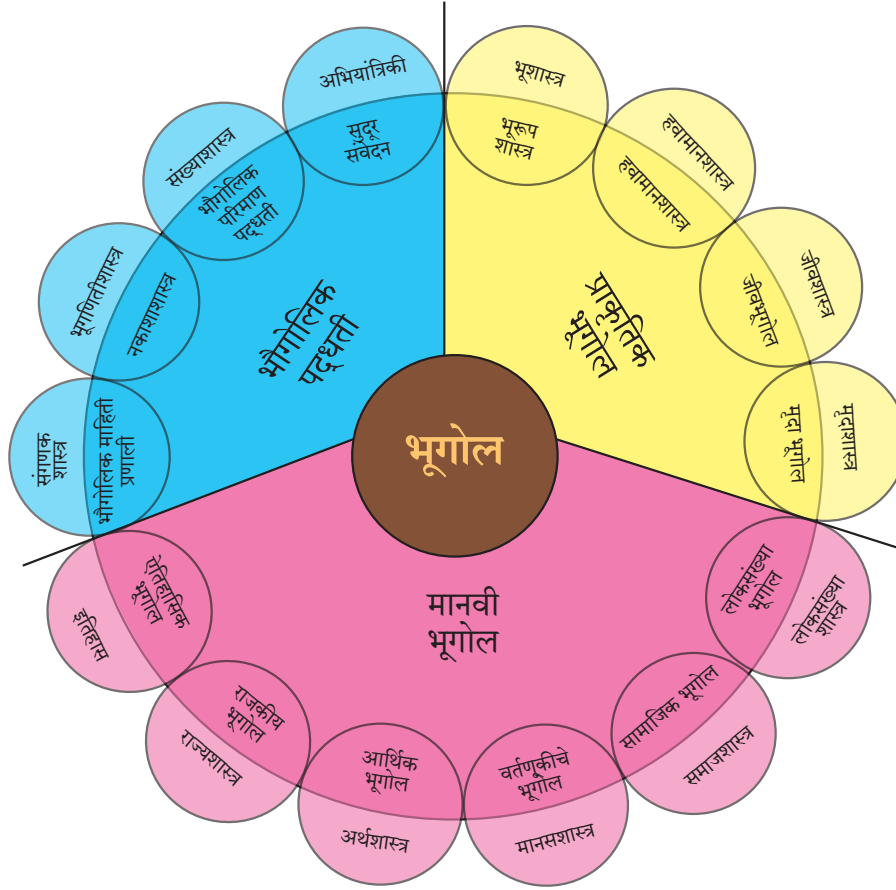 अभियांत्रिकी
सुदूर
संवेदन
संख्याशास्त्र
भौगोलिक
परिमाण
पद्धती
भूगणितीशास्त्र
नकाशाशास्त्र
संगणक
शास्त्र
भौगोलिक माहिती
प्रणाली
भौगोलिक
पद्धती
भूशास्त्र
भूरूप
शास्त्र
हवामानशास्त्र
हवामानशास्त्र
जीवशास्त्र
जीवभूगोल
मृदाशास्त्र
मृदा भूगोल
प्राकृतिक
भूगोल
भूगोल
मानवी
भूगोल
लोकसंख्या
भूगोल
लोकसंख्या
शास्त्र
सामाजिक भूगोल
समाजशास्त्र
वर्तणूकीचे
भूगोल
मानसशास्त्र
आर्थिक
भूगोल
अर्थशास्त्र
राजकीय
भूगोल
राज्यशास्त्र
ऐतिहासिक
भूगोल
इतिहास